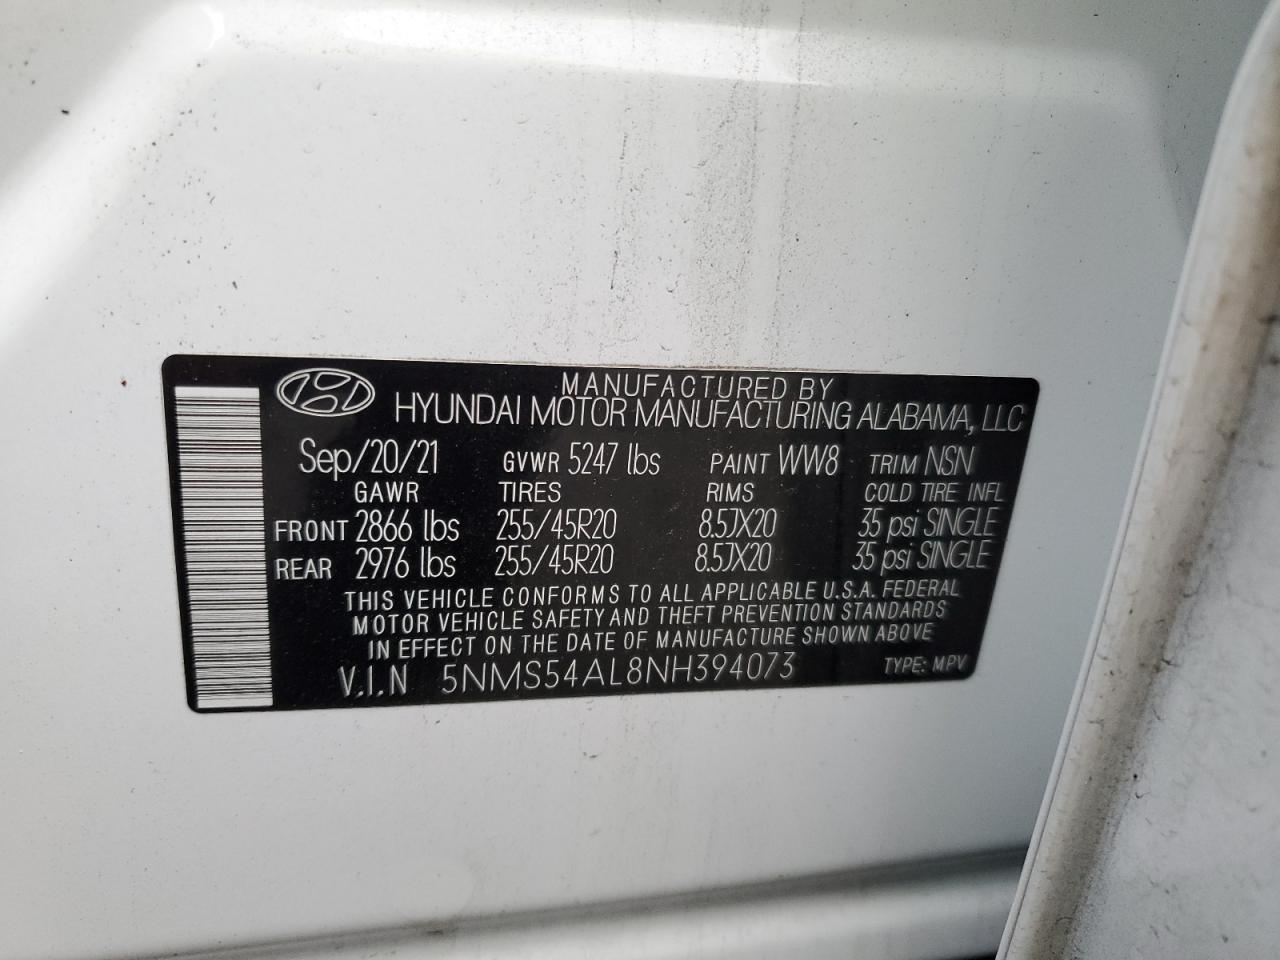 MANUFACTURED BY
HYUNDAI MOTOR MANUFACTURING ALABAMA, LLC
Sep/20/21 GVWR 5247 lbs PAINT WW8 TRIM NSN
GAWR TIRES RIMS COLD TIRE INFL
FRONT 2866 lbs 255/45R20 8.5JX20 35 psi SINGLE
REAR 2976 lbs 255/45R20 8.5JX20 35 psi SINGLE
THIS VEHICLE CONFORMS TO ALL APPLICABLE U.S.A. FEDERAL
MOTOR VEHICLE SAFETY AND THEFT PREVENTION STANDARDS
IN EFFECT ON THE DATE OF MANUFACTURE SHOWN ABOVE
V.I.N 5NMS54AL8NH394073 TYPE: MPV